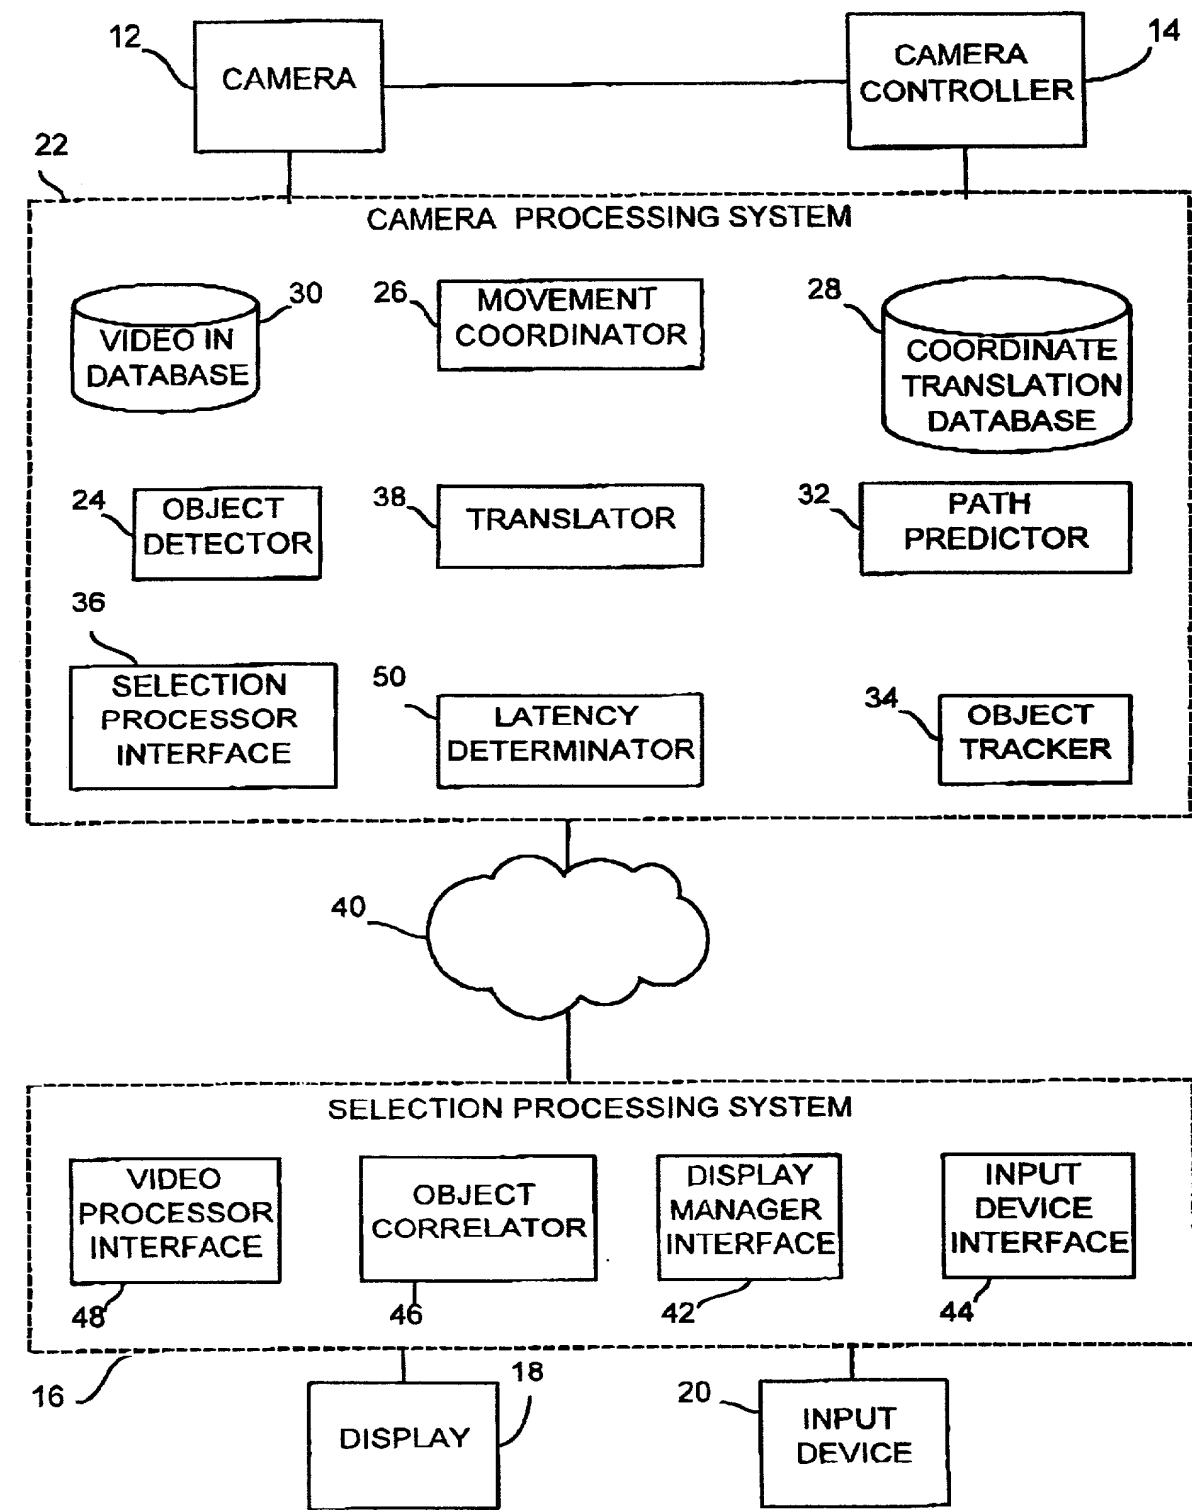 12
CAMERA
CAMERA
CONTROLLER
14
22
CAMERA PROCESSING SYSTEM
VIDEO IN
DATABASE
30
26
MOVEMENT
COORDINATOR
28
COORDINATE
TRANSLATION
DATABASE
24
OBJECT
DETECTOR
38
TRANSLATOR
32
PATH
PREDICTOR
36
SELECTION
PROCESSOR
INTERFACE
50
LATENCY
DETERMINATOR
34
OBJECT
TRACKER
40
SELECTION PROCESSING SYSTEM
VIDEO
PROCESSOR
INTERFACE
48
OBJECT
CORRELATOR
46
DISPLAY
MANAGER
INTERFACE
42
INPUT
DEVICE
INTERFACE
44
16
DISPLAY
18
20
INPUT
DEVICE